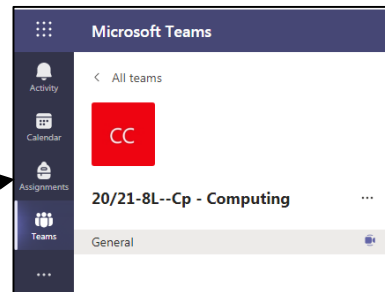 Microsoft Teams
Activity
Calendar
Assignments
Teams
All teams
CC
20/21-8L--Cp - Computing
General